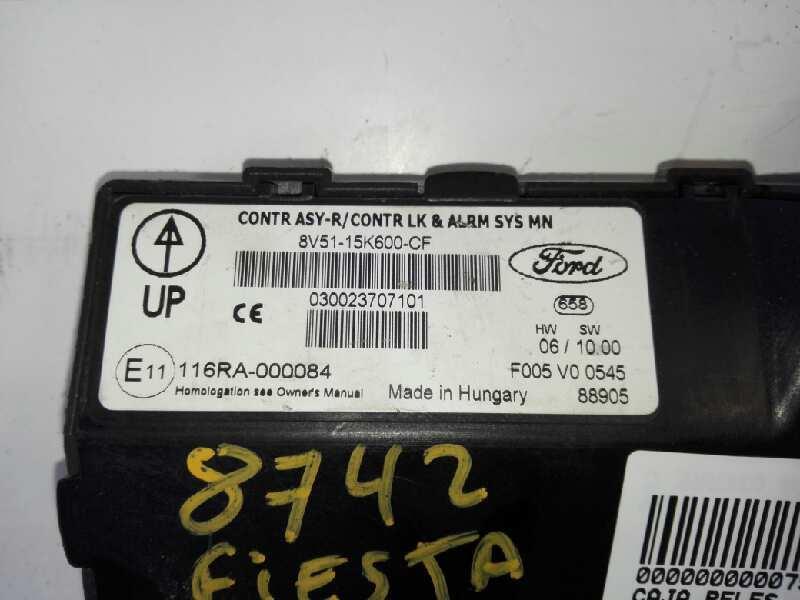 CONTR ASY-R/CONTR LK & ALRM SYS MN
8V51-15K600-CF
Ford
UP
CE
030023707101
658
HW SW
06 / 10.00
E11 116RA-000084
F005 V0 0545
Homologation see Owner's Manual
Made in Hungary
88905
8742
FiESTA
CAJA RELES